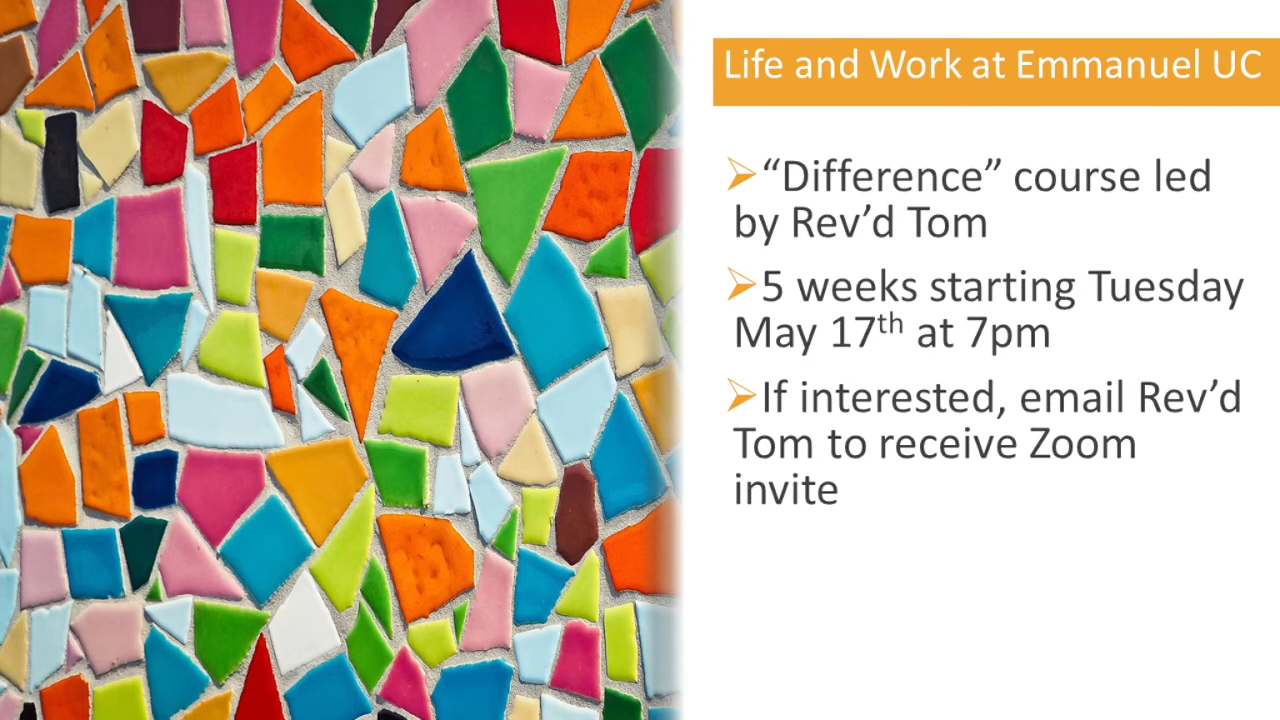 Life and Work at Emmanuel UC
➢“Difference” course led
by Rev’d Tom
➢5 weeks starting Tuesday
May 17th at 7pm
➢If interested, email Rev’d
Tom to receive Zoom
invite